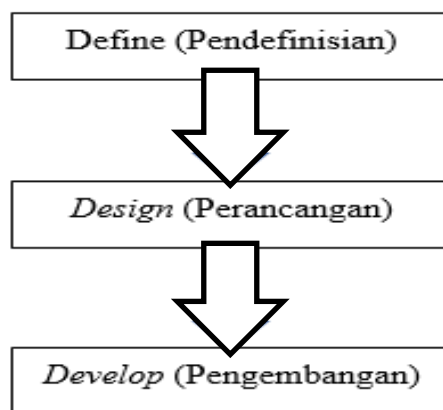 Define (Pendefinisian)
Design (Perancangan)
Develop (Pengembangan)